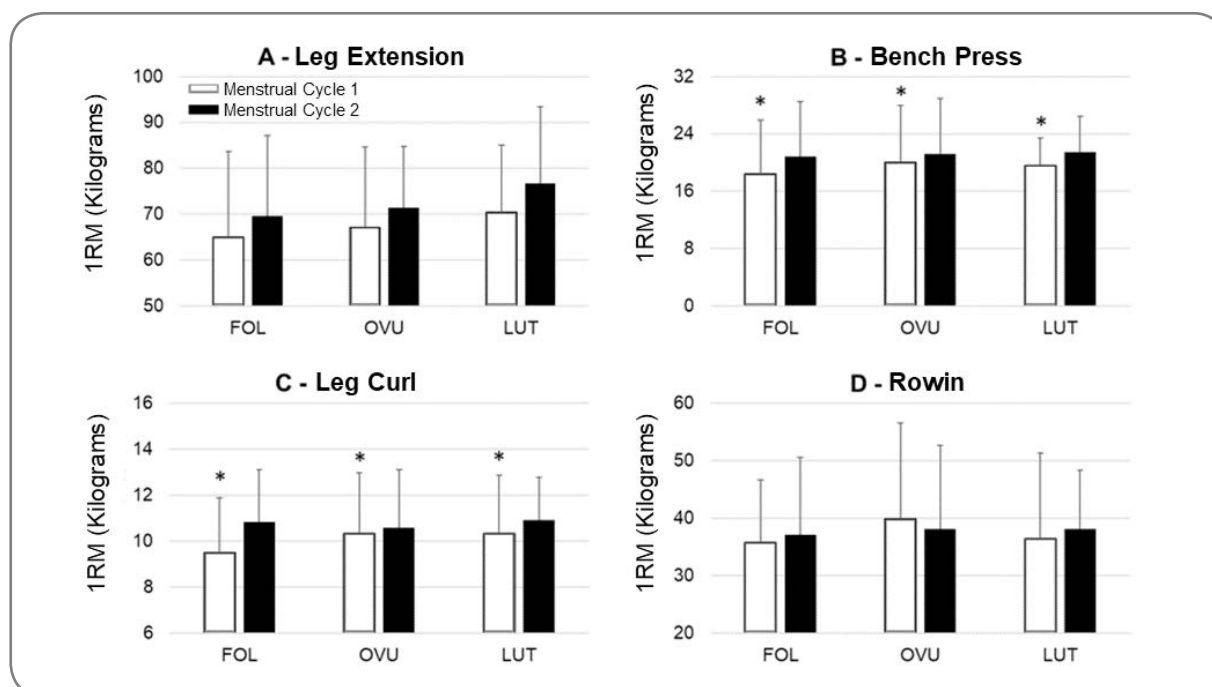 A - Leg Extension
1RM (Kilograms)
100
90
80
70
60
50
Menstrual Cycle 1
Menstrual Cycle 2
FOL OVU LUT
B - Bench Press
1RM (Kilograms)
32
24
16
8
0
* * *
FOL OVU LUT
C - Leg Curl
1RM (Kilograms)
16
14
12
10
8
6
* * *
FOL OVU LUT
D - Rowin
1RM (Kilograms)
60
50
40
30
20
FOL OVU LUT